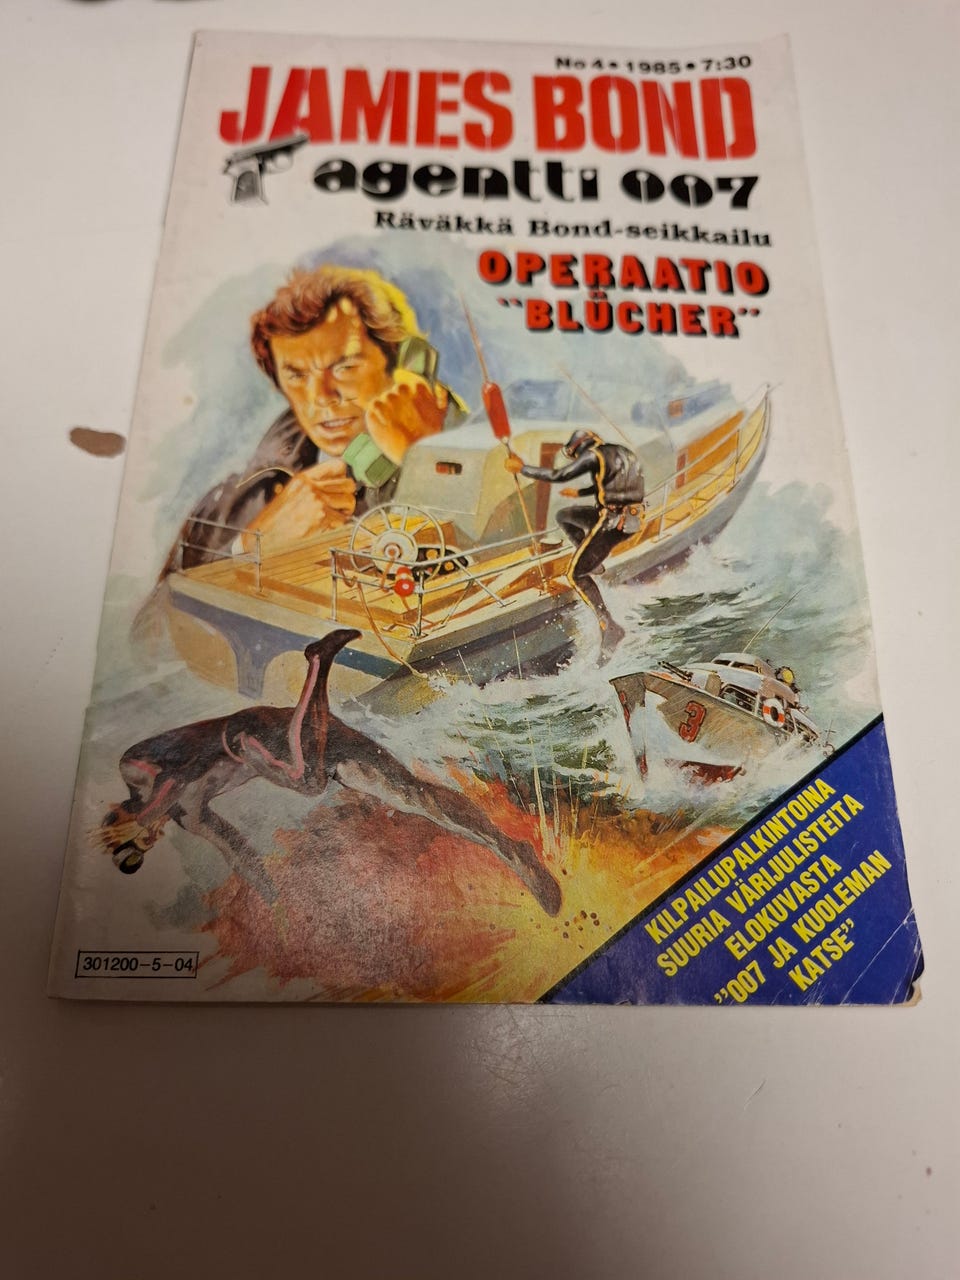 No 4 • 1985 • 7:30
JAMES BOND
agentti 007
Räväkkä Bond-seikkailu
OPERAATIO
"BLÜCHER"
3
KILPAILUPALKINTOINA
SUURIA VÄRIJULISTEITA
ELOKUVASTA
"007 JA KUOLEMAN
KATSE"
301200-5-04